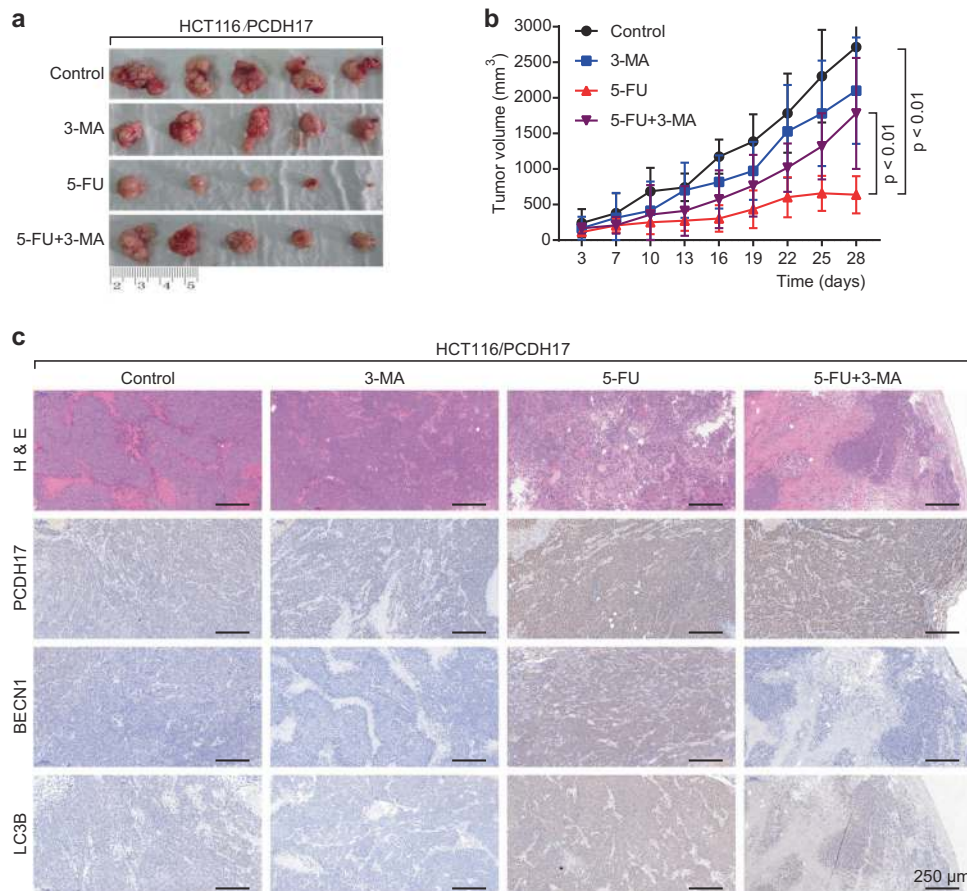 a
HCT116/PCDH17
Control
3-MA
5-FU
5-FU+3-MA
2 3 4 5
b
Tumor volume (mm³)
3000
2500
2000
1500
1000
500
0
Control
3-MA
5-FU
5-FU+3-MA
p < 0.01
p < 0.01
3 7 10 13 16 19 22 25 28
Time (days)
c
HCT116/PCDH17
Control 3-MA 5-FU 5-FU+3-MA
H & E
PCDH17
BECN1
LC3B
250 µm